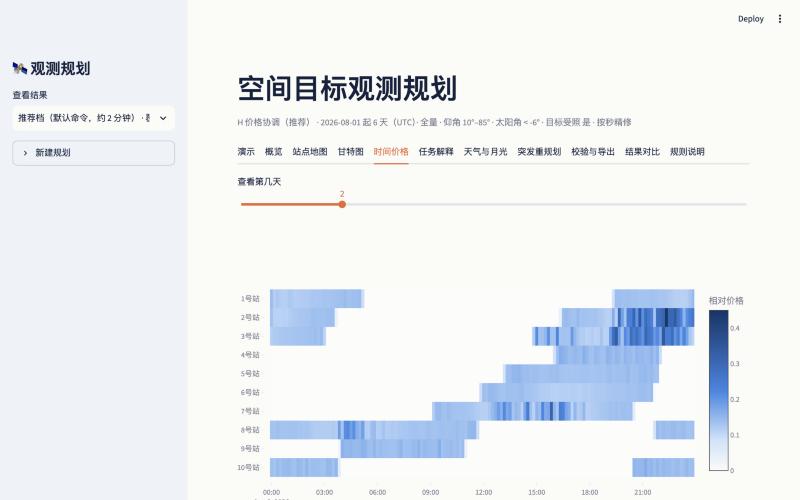 Deploy
观测规划
查看结果
推荐档（默认命令，约 2 分钟） ·
新建规划
空间目标观测规划
H 价格协调（推荐） · 2026-08-01 起 6 天（UTC）· 全量 · 仰角 10°–85° · 太阳角 < -6° · 目标受照 是 · 按秒精修
演示 概览 站点地图 甘特图 时间价格 任务解释 天气与月光 突发重规划 校验与导出 结果对比 规则说明
查看第几天
2
相对价格
1号站
2号站
3号站
4号站
5号站
6号站
7号站
8号站
9号站
10号站
0.4
0.3
0.2
0.1
0
00:00 03:00 06:00 09:00 12:00 15:00 18:00 21:00